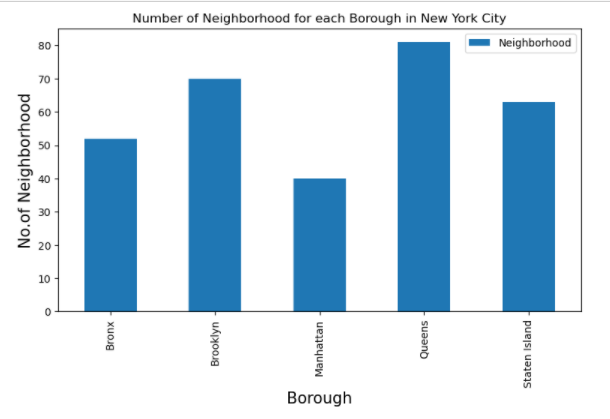 Number of Neighborhood for each Borough in New York City
Neighborhood
No.of Neighborhood
80
70
60
50
40
30
20
10
0
Bronx
Brooklyn
Manhattan
Queens
Staten Island
Borough